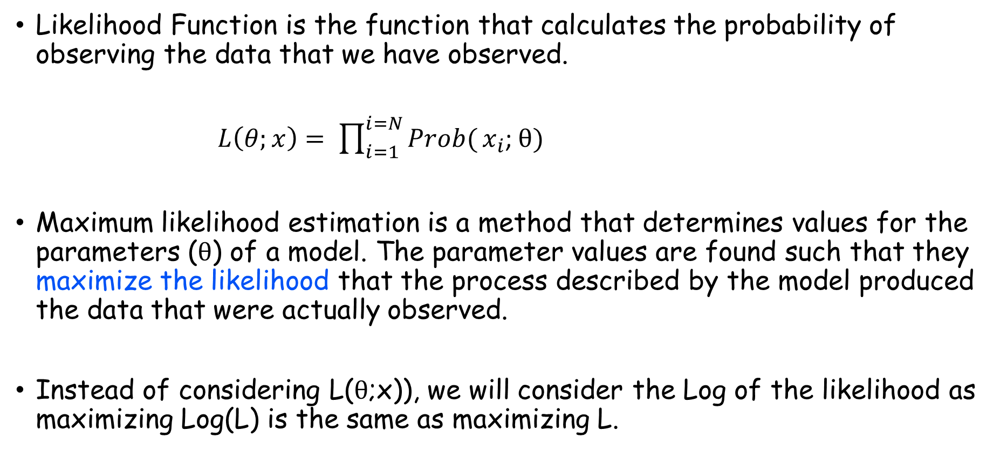 • Likelihood Function is the function that calculates the probability of
observing the data that we have observed.
L(θ; x) = ∏_{i=1}^{i=N} Prob( x_i; θ)
• Maximum likelihood estimation is a method that determines values for the
parameters (θ) of a model. The parameter values are found such that they
maximize the likelihood that the process described by the model produced
the data that were actually observed.
• Instead of considering L(θ;x)), we will consider the Log of the likelihood as
maximizing Log(L) is the same as maximizing L.